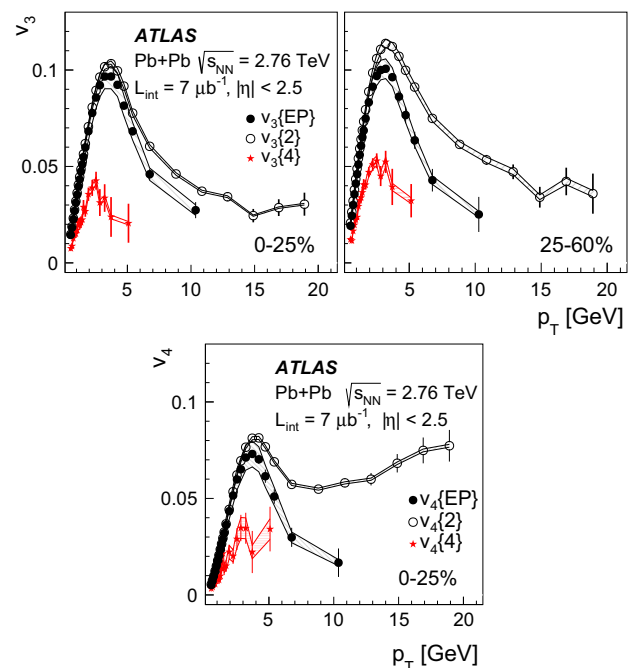 v₃
ATLAS
Pb+Pb √sNN = 2.76 TeV
Lint = 7 μb⁻¹, |η| < 2.5
v₃{EP}
v₃{2}
v₃{4}
0-25%
0.1
0.05
0
5 10 15 20
25-60%
5 10 15 20
pT [GeV]
v₄
ATLAS
Pb+Pb √sNN = 2.76 TeV
Lint = 7 μb⁻¹, |η| < 2.5
v₄{EP}
v₄{2}
v₄{4}
0-25%
0.1
0.05
0
5 10 15 20
pT [GeV]